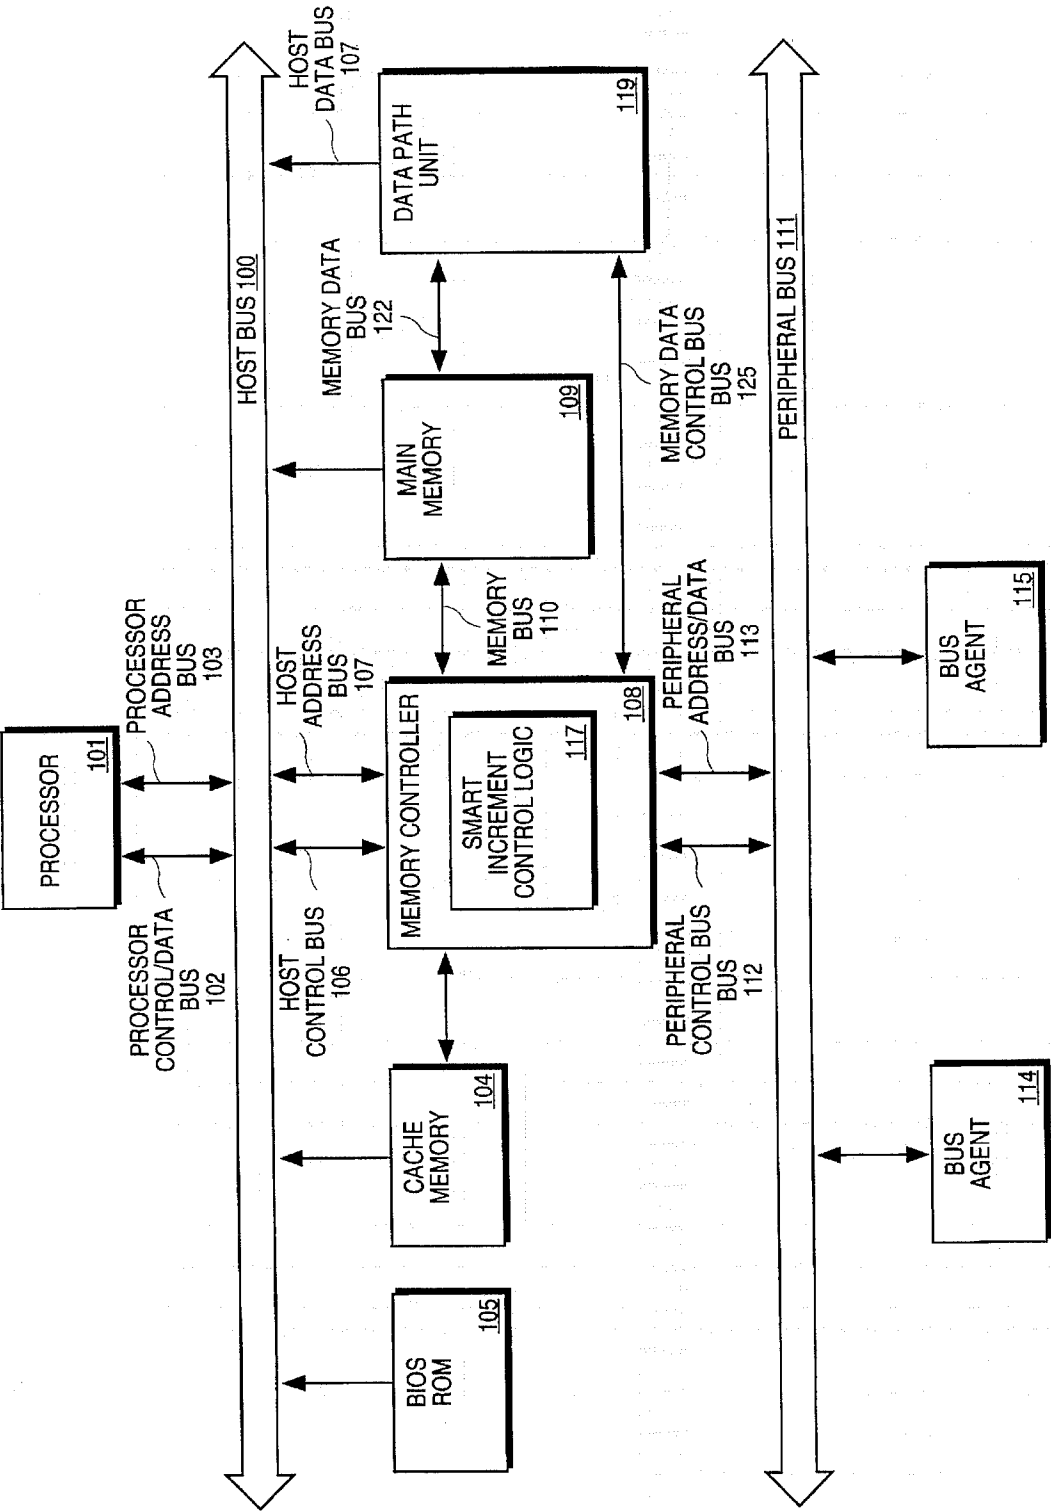 PROCESSOR
101
PROCESSOR
CONTROL/DATA
BUS
102
PROCESSOR
ADDRESS
BUS
103
HOST BUS 100
HOST
CONTROL BUS
106
HOST
ADDRESS
BUS
107
HOST
DATA BUS
107
BIOS
ROM
105
CACHE
MEMORY
104
MEMORY CONTROLLER
108
SMART
INCREMENT
CONTROL LOGIC
117
MEMORY
BUS
110
MAIN
MEMORY
109
MEMORY DATA
BUS
122
DATA PATH
UNIT
119
MEMORY DATA
CONTROL BUS
BUS
125
PERIPHERAL
CONTROL BUS
BUS
112
PERIPHERAL
ADDRESS/DATA
BUS
113
PERIPHERAL BUS 111
BUS
AGENT
114
BUS
AGENT
115